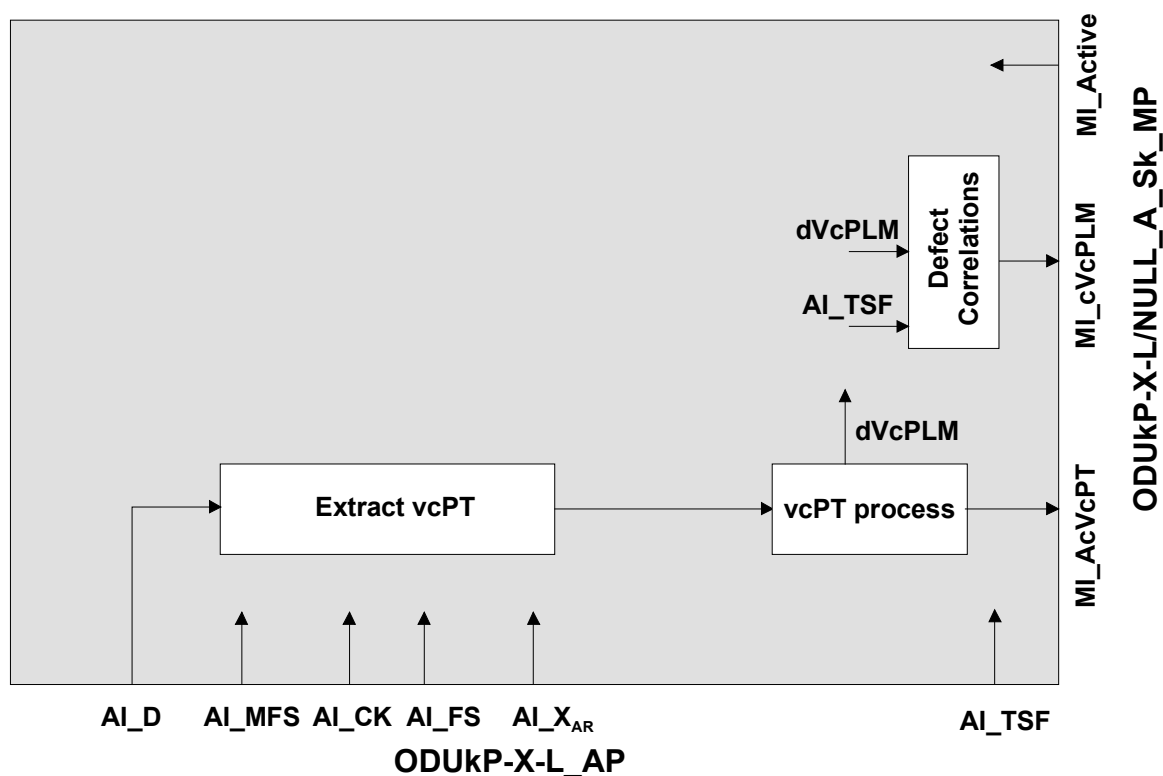 MI_Active
ODUkP-X-L/NULL_A_Sk_MP
dVcPLM
AI_TSF
Defect
Correlations
MI_cVcPLM
dVcPLM
Extract vcPT
vcPT process
MI_AcVcPT
AI_D
AI_MFS
AI_CK
AI_FS
AI_XAR
AI_TSF
ODUkP-X-L_AP